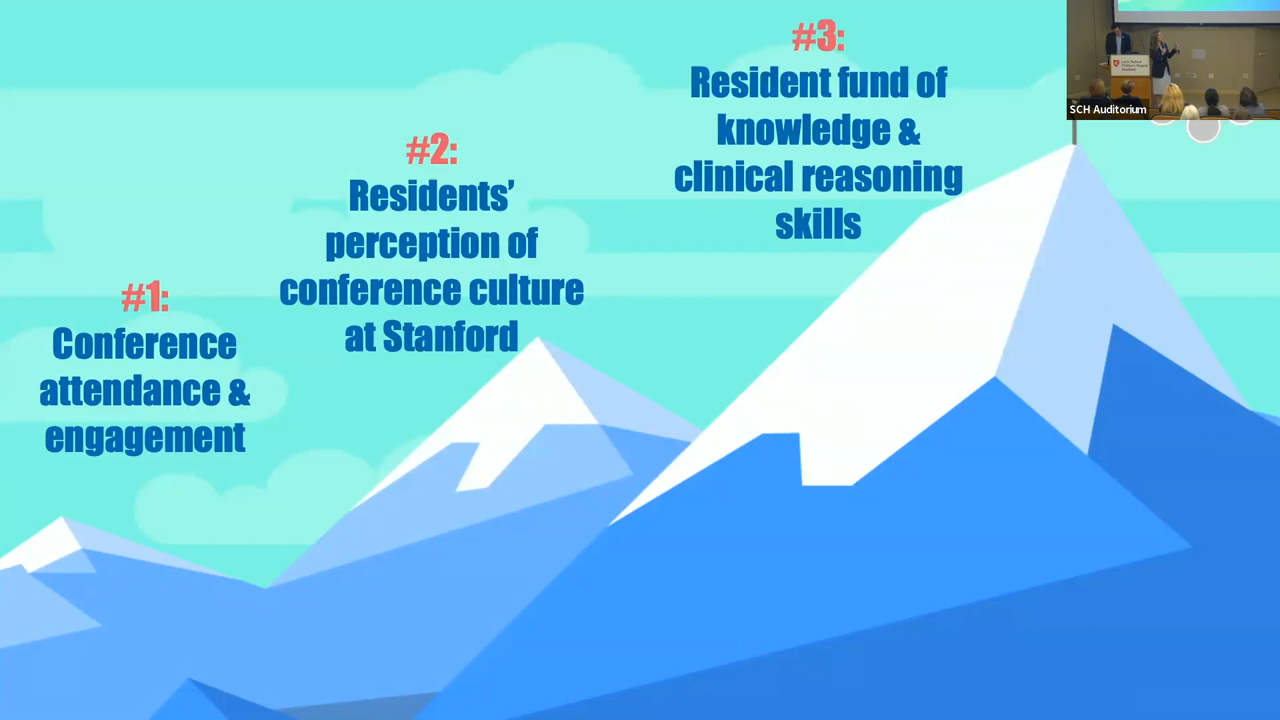 #1:
Conference
attendance &
engagement
#2:
Residents’
perception of
conference culture
at Stanford
#3:
Resident fund of
knowledge &
clinical reasoning
skills
SCH Auditorium